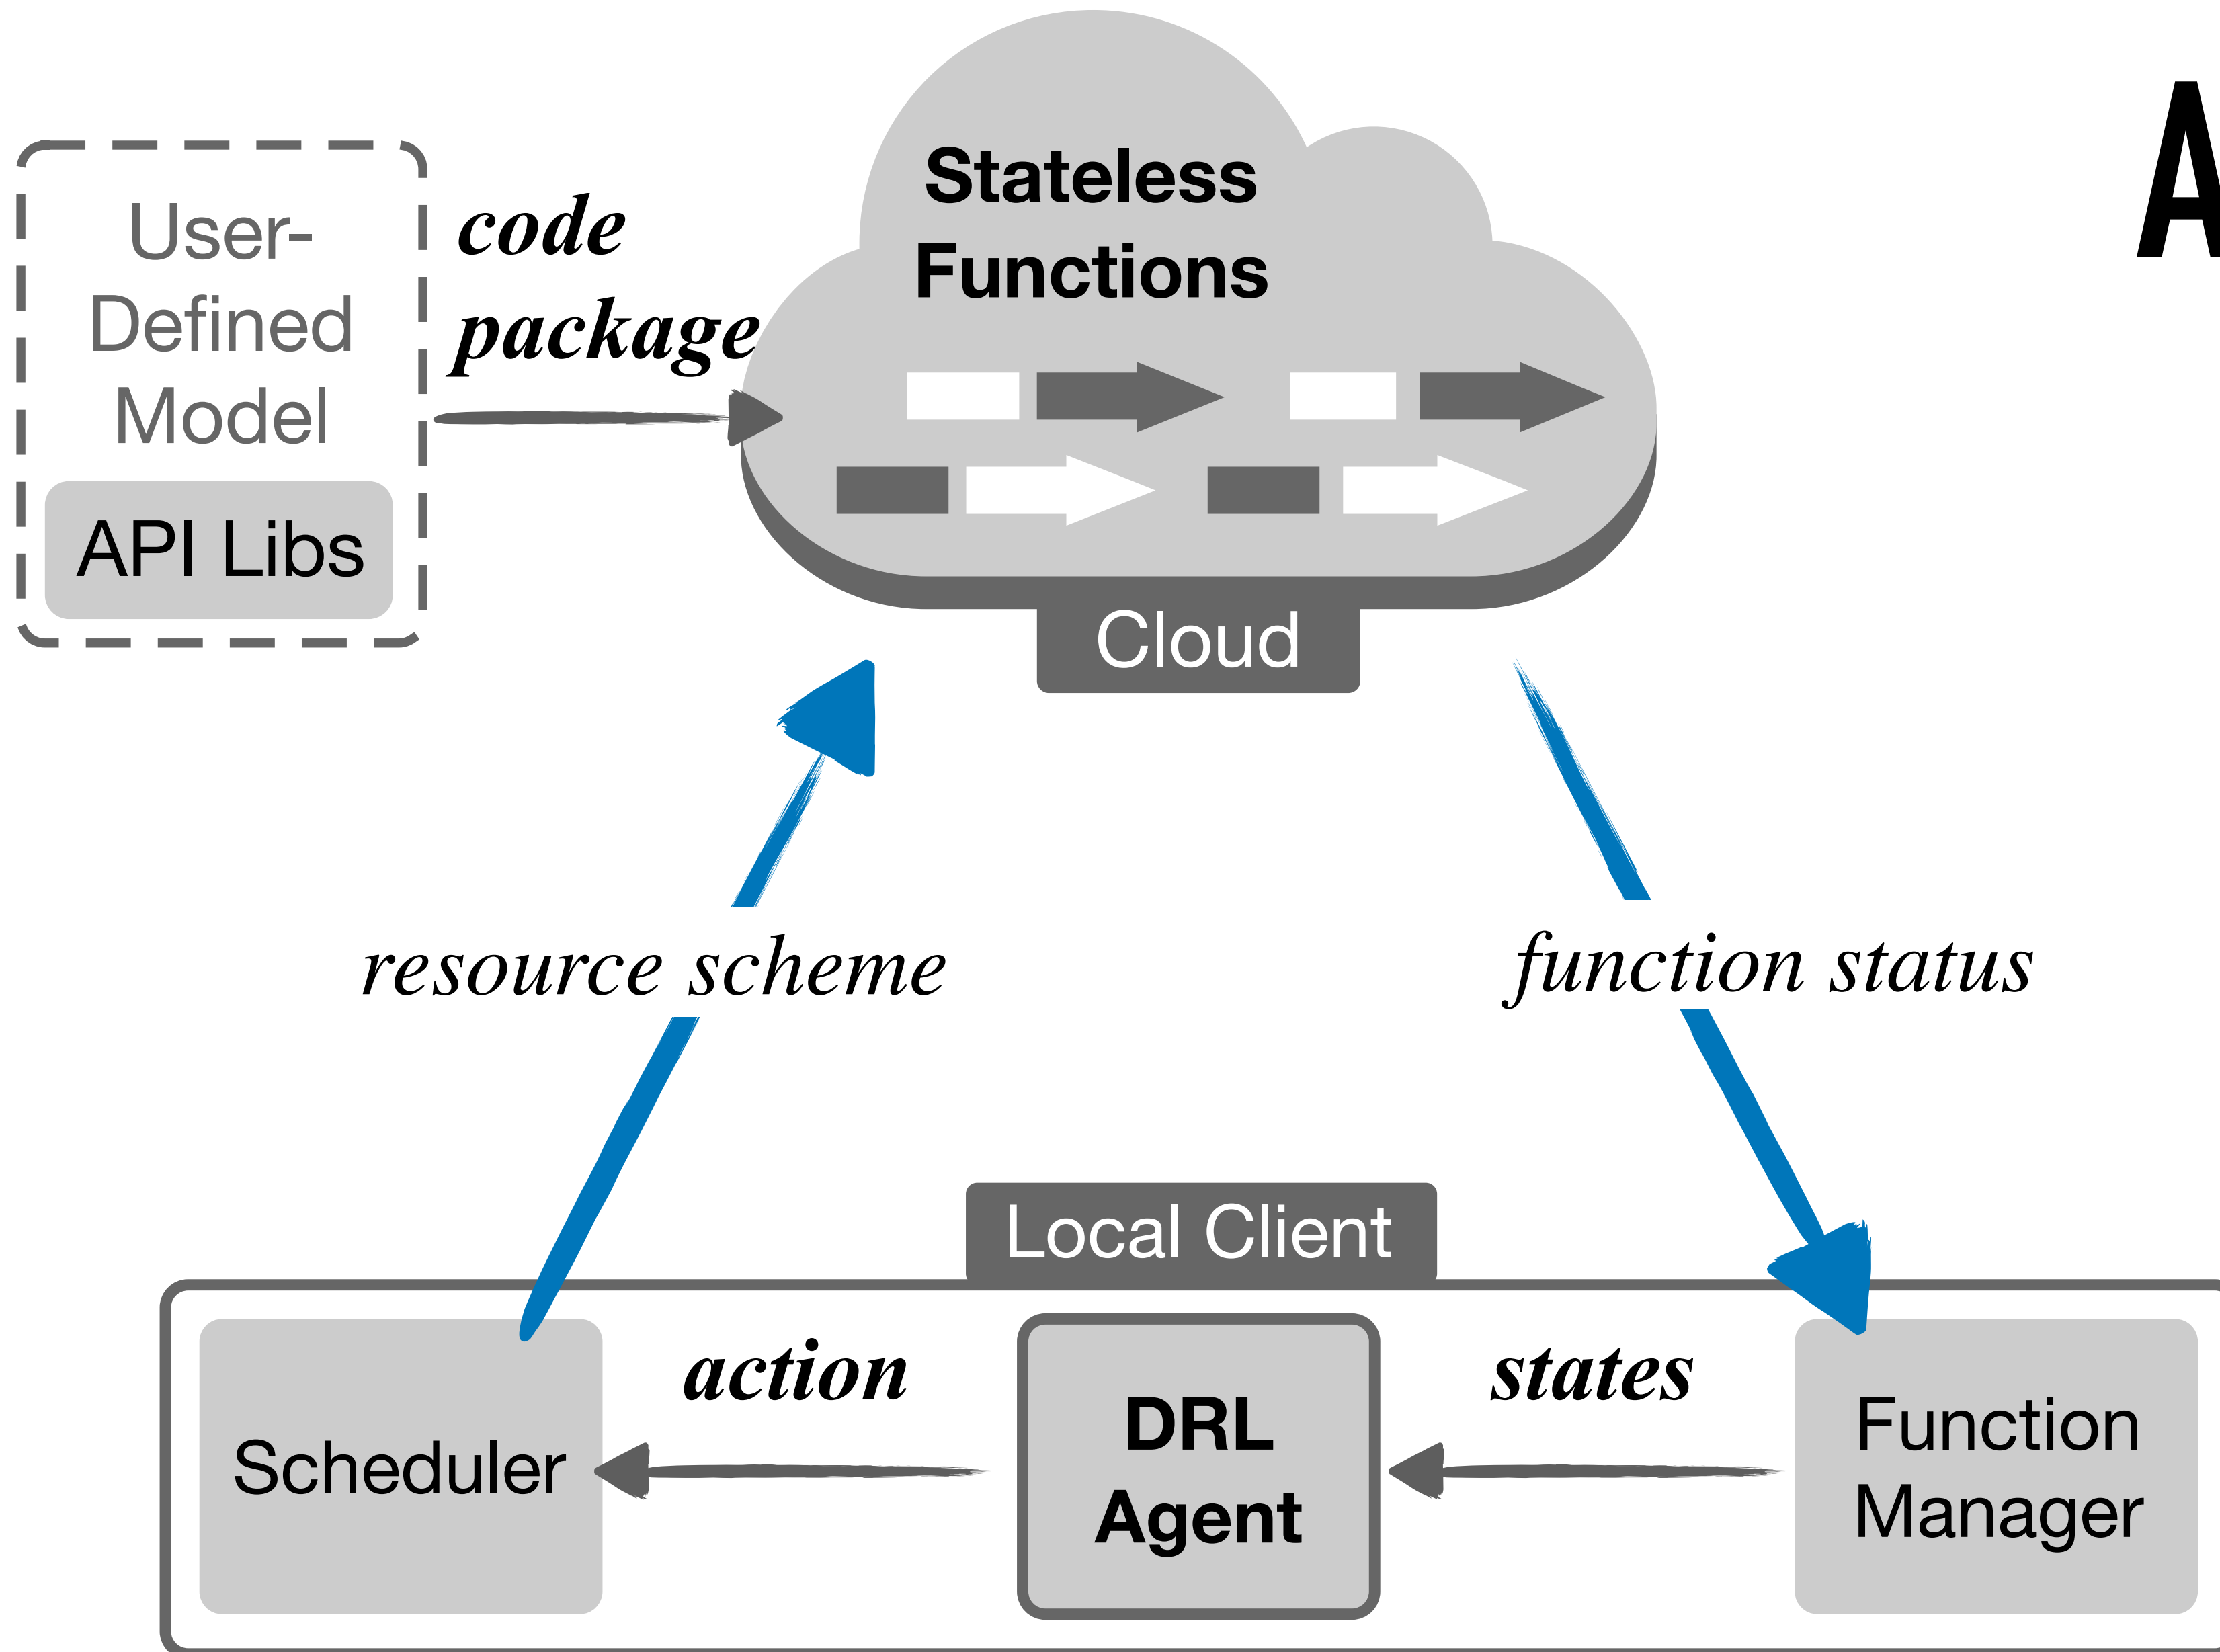 A
Stateless
Functions
User-
Defined
Model
API Libs
code
package
Cloud
resource scheme
function status
Local Client
action
states
Scheduler
DRL
Agent
Function
Manager